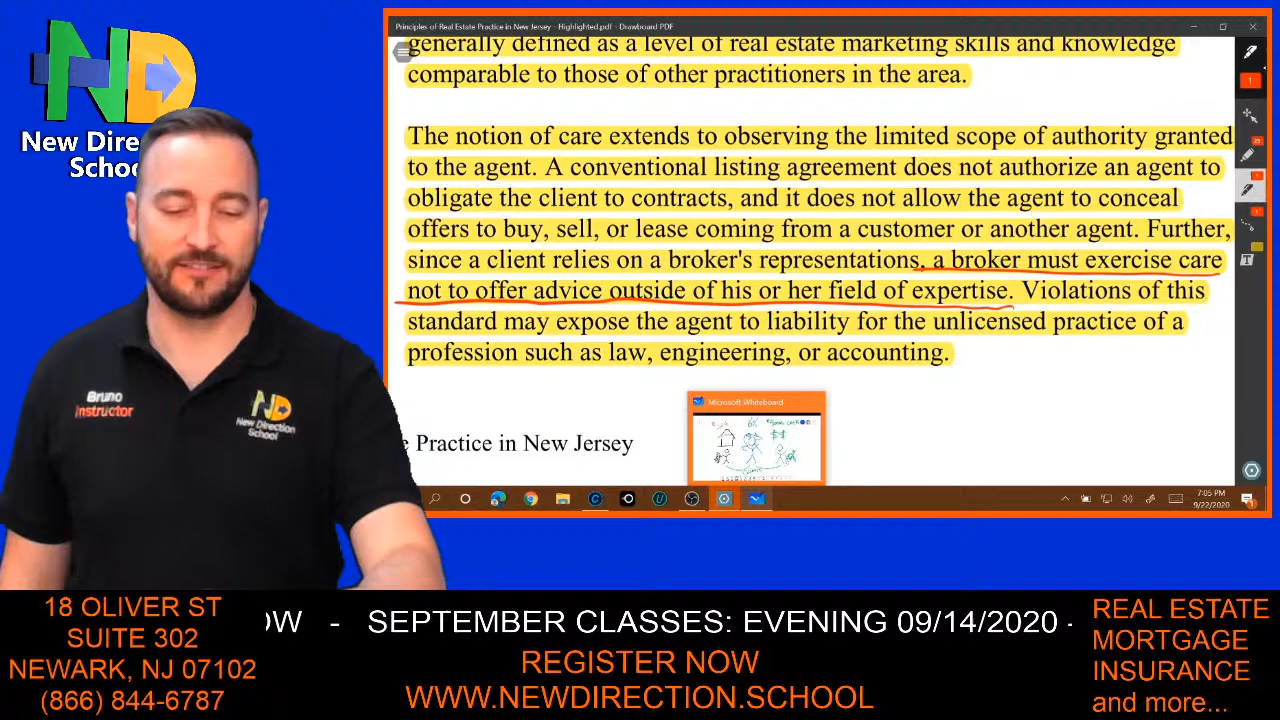 New Dire
Schoo
Bruno
Instructor
ND
New Direction
School
Principles of Real Estate Practice in New Jersey - Highlighted.pdf - Drawboard PDF
generally defined as a level of real estate marketing skills and knowledge
comparable to those of other practitioners in the area.
The notion of care extends to observing the limited scope of authority granted
to the agent. A conventional listing agreement does not authorize an agent to
obligate the client to contracts, and it does not allow the agent to conceal
offers to buy, sell, or lease coming from a customer or another agent. Further,
since a client relies on a broker's representations, a broker must exercise care
not to offer advice outside of his or her field of expertise. Violations of this
standard may expose the agent to liability for the unlicensed practice of a
profession such as law, engineering, or accounting.
e Practice in New Jersey
Microsoft Whiteboard
6%
7:05 PM
9/22/2020
18 OLIVER ST
SUITE 302
NEWARK, NJ 07102
(866) 844-6787
OW - SEPTEMBER CLASSES: EVENING 09/14/2020 -
REGISTER NOW
WWW.NEWDIRECTION.SCHOOL
REAL ESTATE
MORTGAGE
INSURANCE
and more...